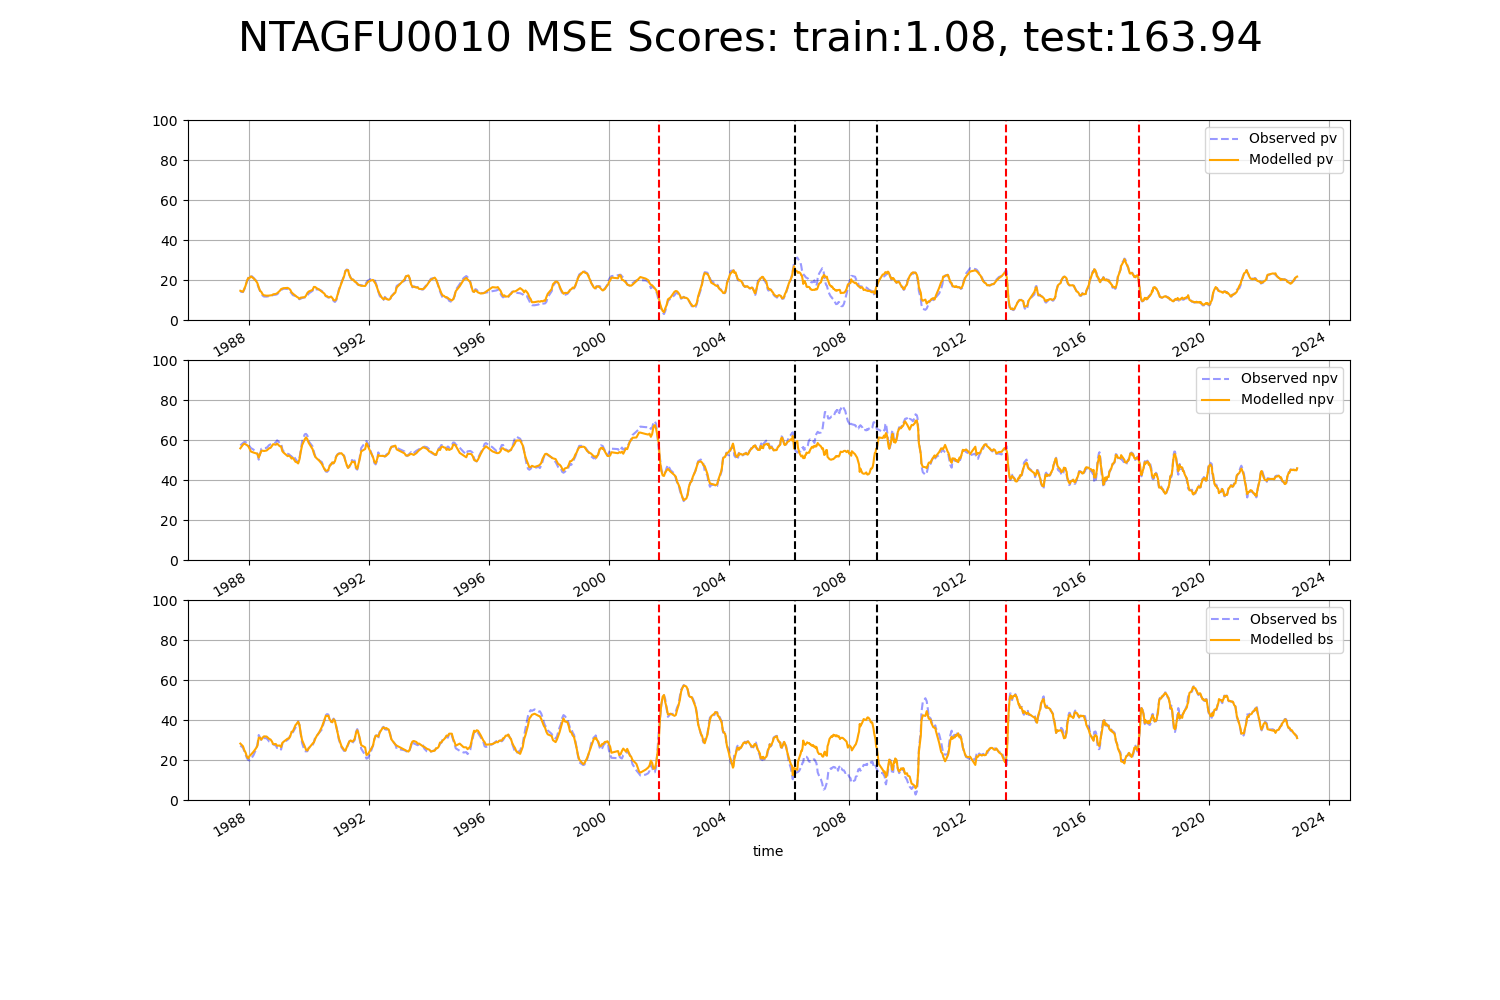 NTAGFU0010 MSE Scores: train:1.08, test:163.94
100
80
60
40
20
0
Observed pv
Modelled pv
1988 1992 1996 2000 2004 2008 2012 2016 2020 2024
100
80
60
40
20
0
Observed npv
Modelled npv
1988 1992 1996 2000 2004 2008 2012 2016 2020 2024
100
80
60
40
20
0
Observed bs
Modelled bs
1988 1992 1996 2000 2004 2008 2012 2016 2020 2024
time